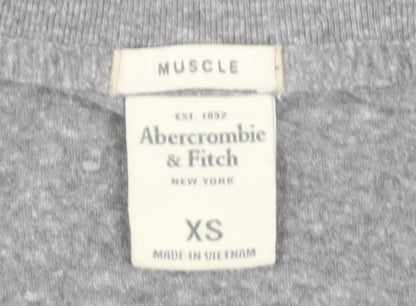 MUSCLE
EST. 1892
Abercrombie
& Fitch
NEW YORK
XS
MADE IN VIETNAM